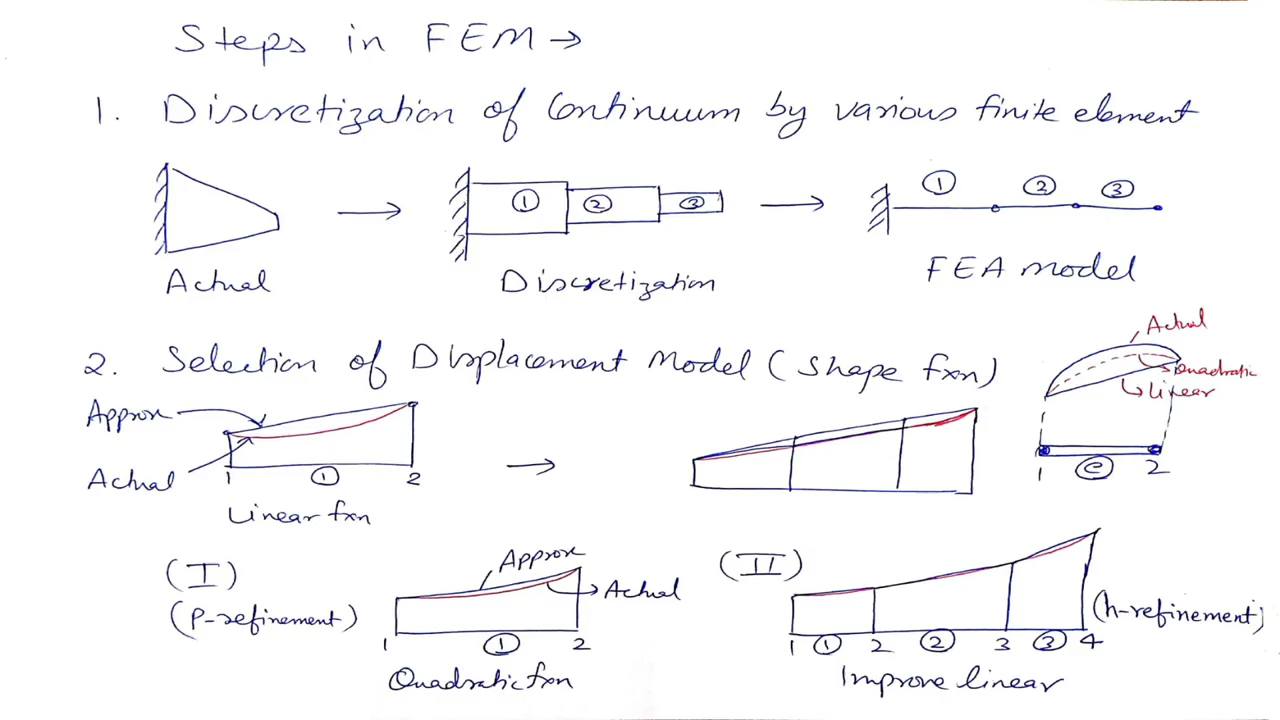 Steps in FEM →
1. Discretization of Continuum by various finite element
① ② ③
① ② ③
Actual
Discretization
FEA model
Actual
Quadratic
Linear
2. Selection of Displacement Model (Shape fxn)
Approx
Actual
1 ① 2
1 ⓔ 2
Linear fxn
(I)
(P-refinement)
Approx
Actual
1 ① 2
Quadratic fxn
(II)
(h-refinement)
1 ① 2 ② 3 ③ 4
Improve linear